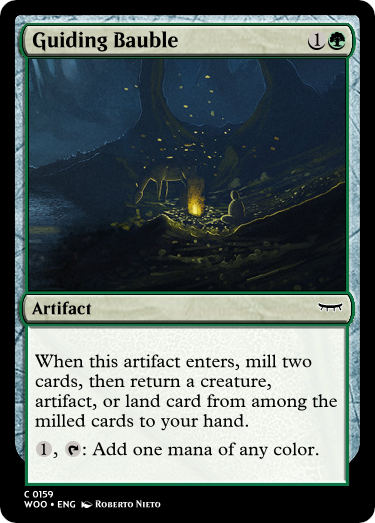 Guiding Bauble 1
Artifact
When this artifact enters, mill two
cards, then return a creature,
artifact, or land card from among the
milled cards to your hand.
1, : Add one mana of any color.
C 0159
WOO • ENG Roberto Nieto